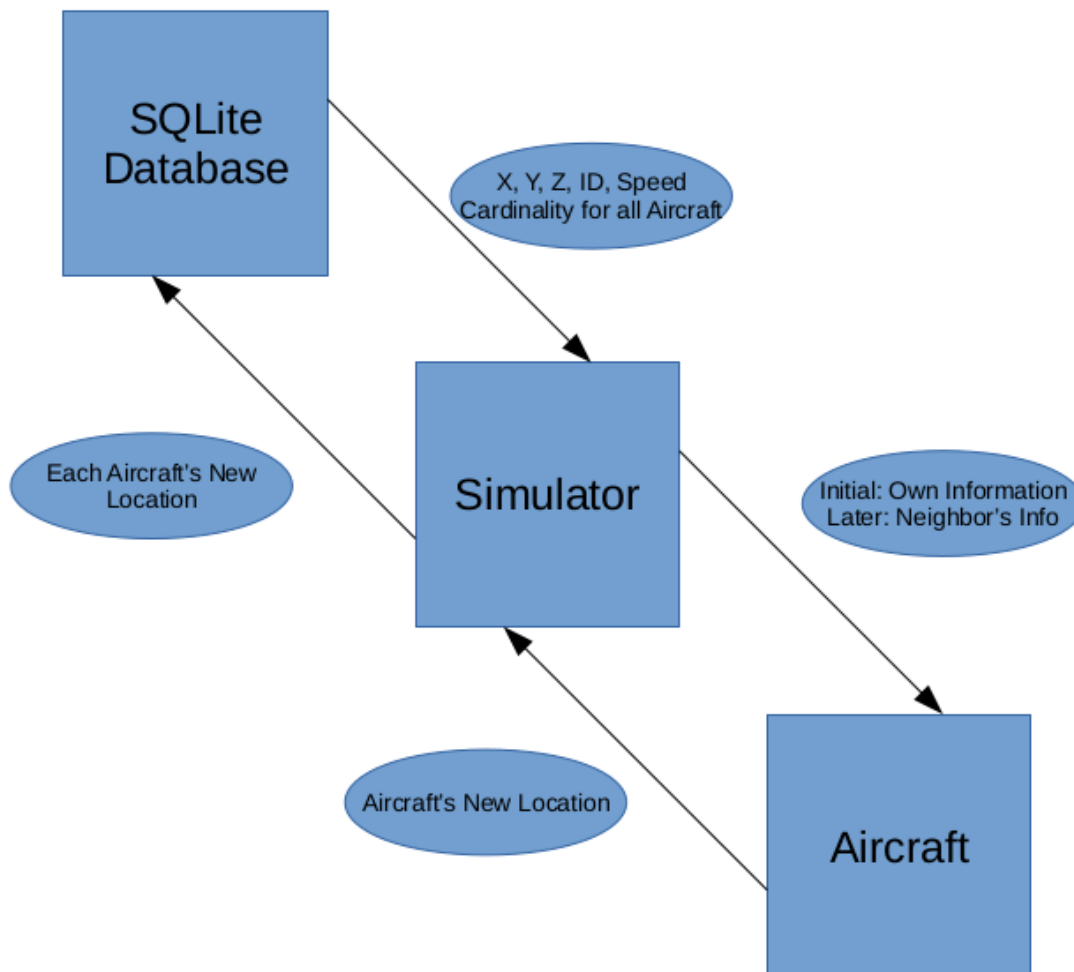 SQLite
Database
X, Y, Z, ID, Speed
Cardinality for all Aircraft
Each Aircraft's New
Location
Simulator
Initial: Own Information
Later: Neighbor's Info
Aircraft's New Location
Aircraft